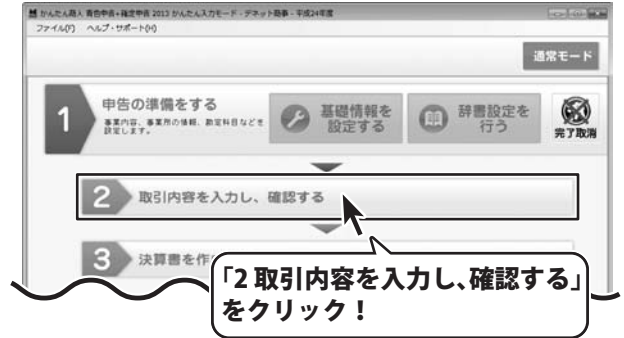 かんたん商人 青色申告+確定申告 2013 かんたん入力モード - デネット商事 - 平成24年度
ファイル(F) ヘルプ・サポート(H)
通常モード
1
申告の準備をする
事業内容、事業所の情報、勘定科目などを
設定します。
基礎情報を
設定する
辞書設定を
行う
完了取消
2 取引内容を入力し、確認する
3 決算書を作
「2 取引内容を入力し、確認する」
をクリック！